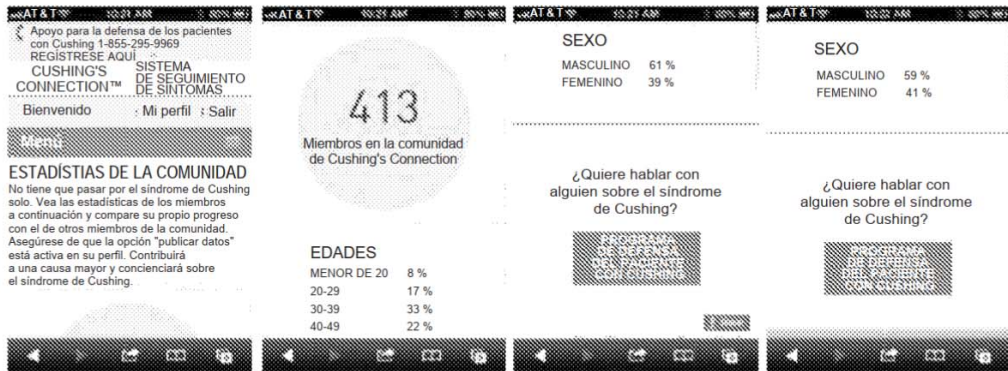 AT&T 10:21 AM
Apoyo para la defensa de los pacientes
con Cushing 1-855-295-9969
REGÍSTRESE AQUÍ
CUSHING'S
CONNECTION™
SISTEMA
DE SEGUIMIENTO
DE SÍNTOMAS
Bienvenido Mi perfil Salir
Menú
ESTADÍSTIAS DE LA COMUNIDAD
No tiene que pasar por el síndrome de Cushing
solo. Vea las estadísticas de los miembros
a continuación y compare su propio progreso
con el de otros miembros de la comunidad.
Asegúrese de que la opción "publicar datos"
está activa en su perfil. Contribuirá
a una causa mayor y concienciará sobre
el síndrome de Cushing.
AT&T
413
Miembros en la comunidad
de Cushing's Connection
EDADES
MENOR DE 20 8 %
20-29 17 %
30-39 33 %
40-49 22 %
AT&T
SEXO
MASCULINO 61 %
FEMENINO 39 %
¿Quiere hablar con
alguien sobre el síndrome
de Cushing?
PROGRAMA
DE DEFENSA
DEL PACIENTE
CON CUSHING
AT&T
SEXO
MASCULINO 59 %
FEMENINO 41 %
¿Quiere hablar con
alguien sobre el síndrome
de Cushing?
PROGRAMA
DE DEFENSA
DEL PACIENTE
CON CUSHING